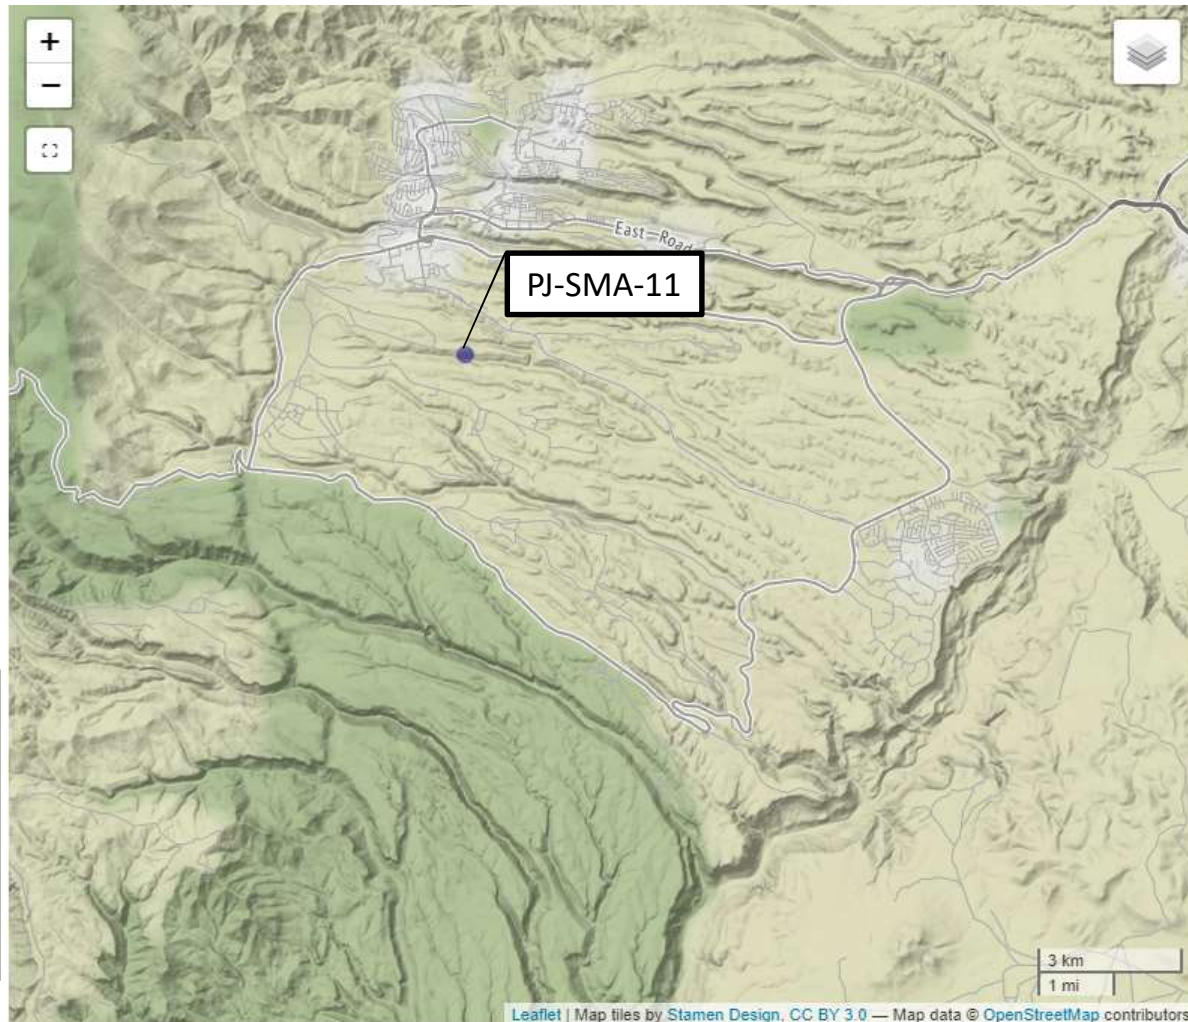 +
−
East Road
PJ-SMA-11
3 km
1 mi
Leaflet | Map tiles by Stamen Design, CC BY 3.0 — Map data © OpenStreetMap contributors